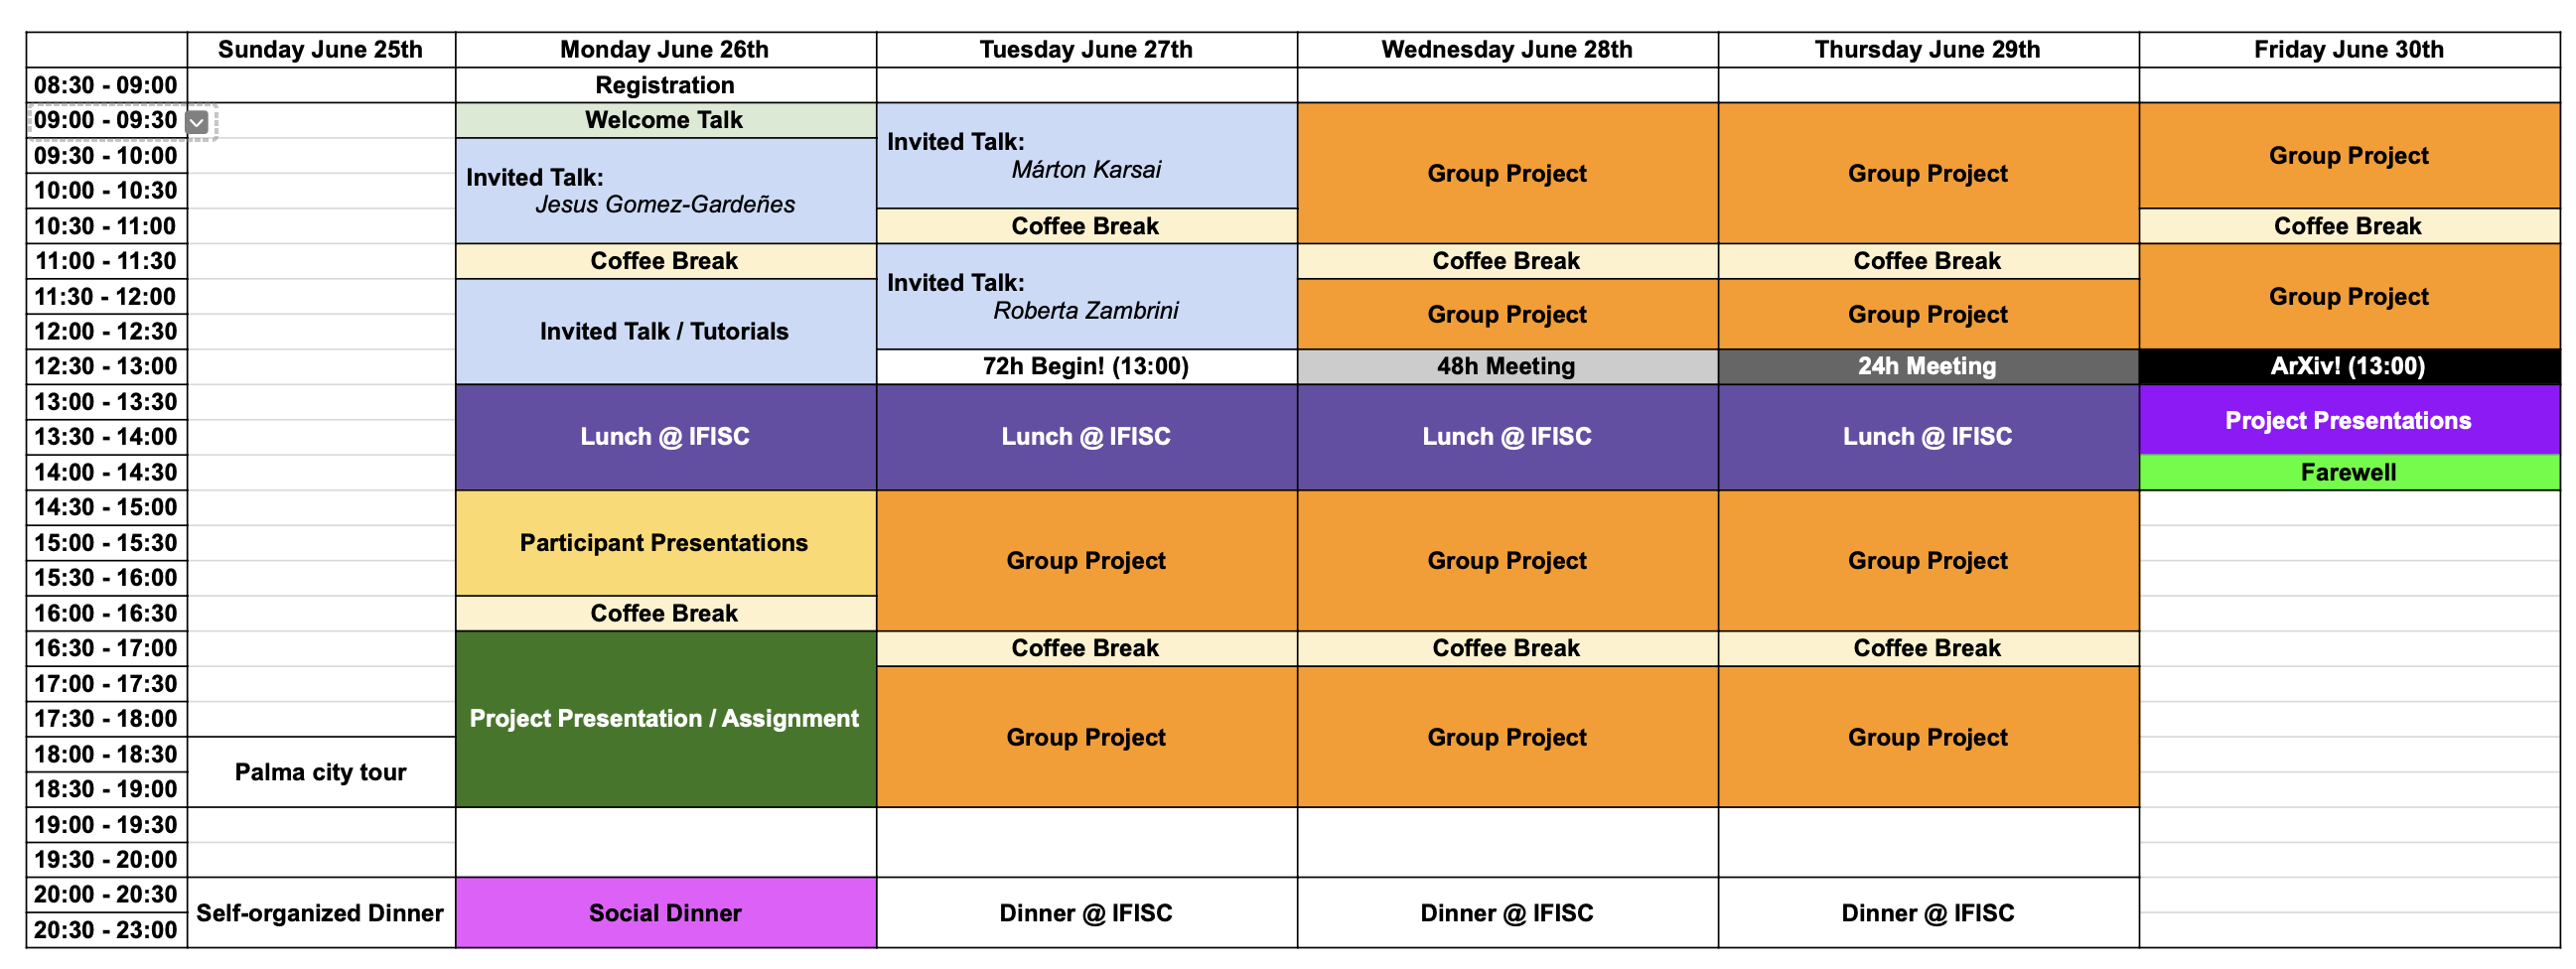 Sunday June 25th Monday June 26th Tuesday June 27th Wednesday June 28th Thursday June 29th Friday June 30th
08:30 - 09:00 Registration
09:00 - 09:30 Welcome Talk
Invited Talk:
Márton Karsai
Group Project Group Project Group Project
09:30 - 10:00
Invited Talk:
Jesus Gomez-Gardeñes
10:00 - 10:30
10:30 - 11:00 Coffee Break Coffee Break
11:00 - 11:30 Coffee Break
Invited Talk:
Roberta Zambrini
Coffee Break Coffee Break Group Project
11:30 - 12:00 Invited Talk / Tutorials Group Project Group Project
12:00 - 12:30
12:30 - 13:00 72h Begin! (13:00) 48h Meeting 24h Meeting ArXiv! (13:00)
13:00 - 13:30 Lunch @ IFISC Lunch @ IFISC Lunch @ IFISC Lunch @ IFISC Project Presentations
13:30 - 14:00
14:00 - 14:30 Farewell
14:30 - 15:00 Participant Presentations Group Project Group Project Group Project
15:00 - 15:30
15:30 - 16:00
16:00 - 16:30 Coffee Break
16:30 - 17:00 Project Presentation / Assignment Coffee Break Coffee Break Coffee Break
17:00 - 17:30 Group Project Group Project Group Project
17:30 - 18:00
18:00 - 18:30 Palma city tour
18:30 - 19:00
19:00 - 19:30
19:30 - 20:00
20:00 - 20:30 Self-organized Dinner Social Dinner Dinner @ IFISC Dinner @ IFISC Dinner @ IFISC
20:30 - 23:00